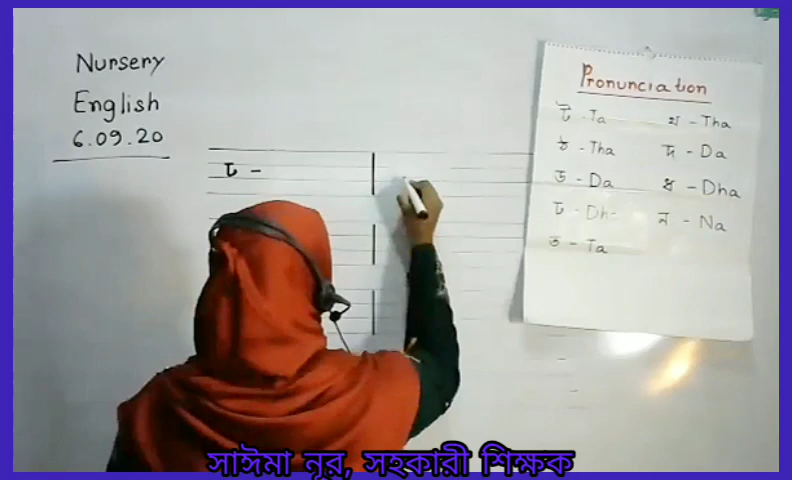 Nursery
English
6.09.20
ঢ -
Pronunciation
ট - Ta
ঠ - Tha
ড - Da
ঢ - Dh-
ত - Ta
থ - Tha
দ - Da
ধ - Dha
ন - Na
সাঈমা নূর, সহকারী শিক্ষক